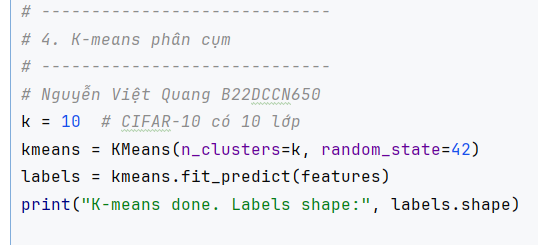 # -----------------------------
# 4. K-means phân cụm
# -----------------------------
# Nguyễn Việt Quang B22DCCN650
k = 10  # CIFAR-10 có 10 lớp
kmeans = KMeans(n_clusters=k, random_state=42)
labels = kmeans.fit_predict(features)
print("K-means done. Labels shape:", labels.shape)